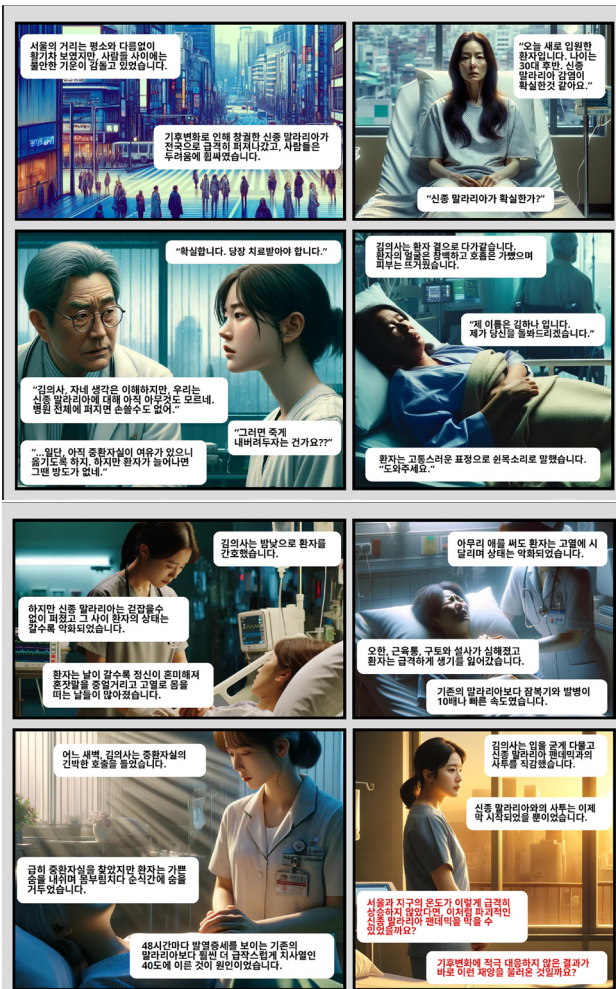 서울의 거리는 평소와 다름없이
활기차 보였지만, 사람들 사이에는
불안한 기운이 감돌고 있었습니다.
기후변화로 인해 창궐한 신종 말라리아가
전국으로 급격히 퍼져나갔고, 사람들은
두려움에 휩싸였습니다.
“오늘 새로 입원한
환자입니다. 나이는
30대 후반. 신종
말라리아 감염이
확실한것 같아요.”
“신종 말라리아가 확실한가?”
“확실합니다. 당장 치료받아야 합니다.”
“김의사, 자네 생각은 이해하지만, 우리는
신종 말라리아에 대해 아직 아무것도 모르네.
병원 전체에 퍼지면 손쓸수도 없어.”
“그러면 죽게
내버려두자는 건가요??”
“...일단, 아직 중환자실이 여유가 있으니
옮기도록 하지. 하지만 환자가 늘어나면
그땐 방도가 없네.”
김의사는 환자 곁으로 다가갔습니다.
환자의 얼굴은 창백하고 호흡은 가빴으며
피부는 뜨거웠습니다.
“제 이름은 김하나 입니다.
제가 당신을 돌봐드리겠습니다.”
환자는 고통스러운 표정으로 쉰목소리로 말했습니다.
“도와주세요..”
김의사는 밤낮으로 환자를
간호했습니다.
하지만 신종 말라리아는 걷잡을수
없이 퍼졌고 그 사이 환자의 상태는
갈수록 악화되었습니다.
환자는 날이 갈수록 정신이 혼미해져
혼잣말을 중얼거리고 고열로 몸을
떠는 날들이 많아졌습니다.
아무리 애를 써도 환자는 고열에 시
달리며 상태는 악화되었습니다.
오한, 근육통, 구토와 설사가 심해졌고
환자는 급격하게 생기를 잃어갔습니다.
기존의 말라리아보다 잠복기와 발병이
10배나 빠른 속도였습니다.
어느 새벽, 김의사는 중환자실의
긴박한 호출을 들었습니다.
급히 중환자실을 찾았지만 환자는 가쁜
숨을 내쉬며 몸부림치다 순식간에 숨을
거두었습니다.
48시간마다 발열증세를 보이는 기존의
말라리아보다 훨씬 더 급작스럽게 치사열인
40도에 이른 것이 원인이었습니다.
김의사는 입을 굳게 다물고
신종 말라리아 팬데믹과의
사투를 직감했습니다.
신종 말라리아와의 사투는 이제
막 시작되었을 뿐이었습니다.
서울과 지구의 온도가 이렇게 급격히
상승하지 않았다면, 이처럼 파괴적인
신종 말라리아 팬데믹을 막을 수
있었을까요?
기후변화에 적극 대응하지 않은 결과가
바로 이런 재앙을 불러온 것일까요?